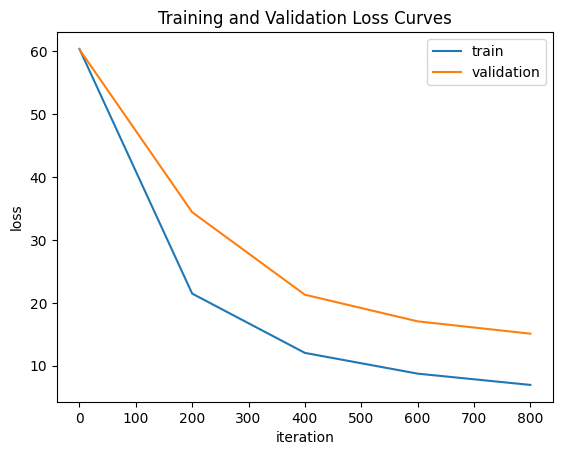 Training and Validation Loss Curves
train
validation
60
50
40
30
20
10
loss
0 100 200 300 400 500 600 700 800
iteration